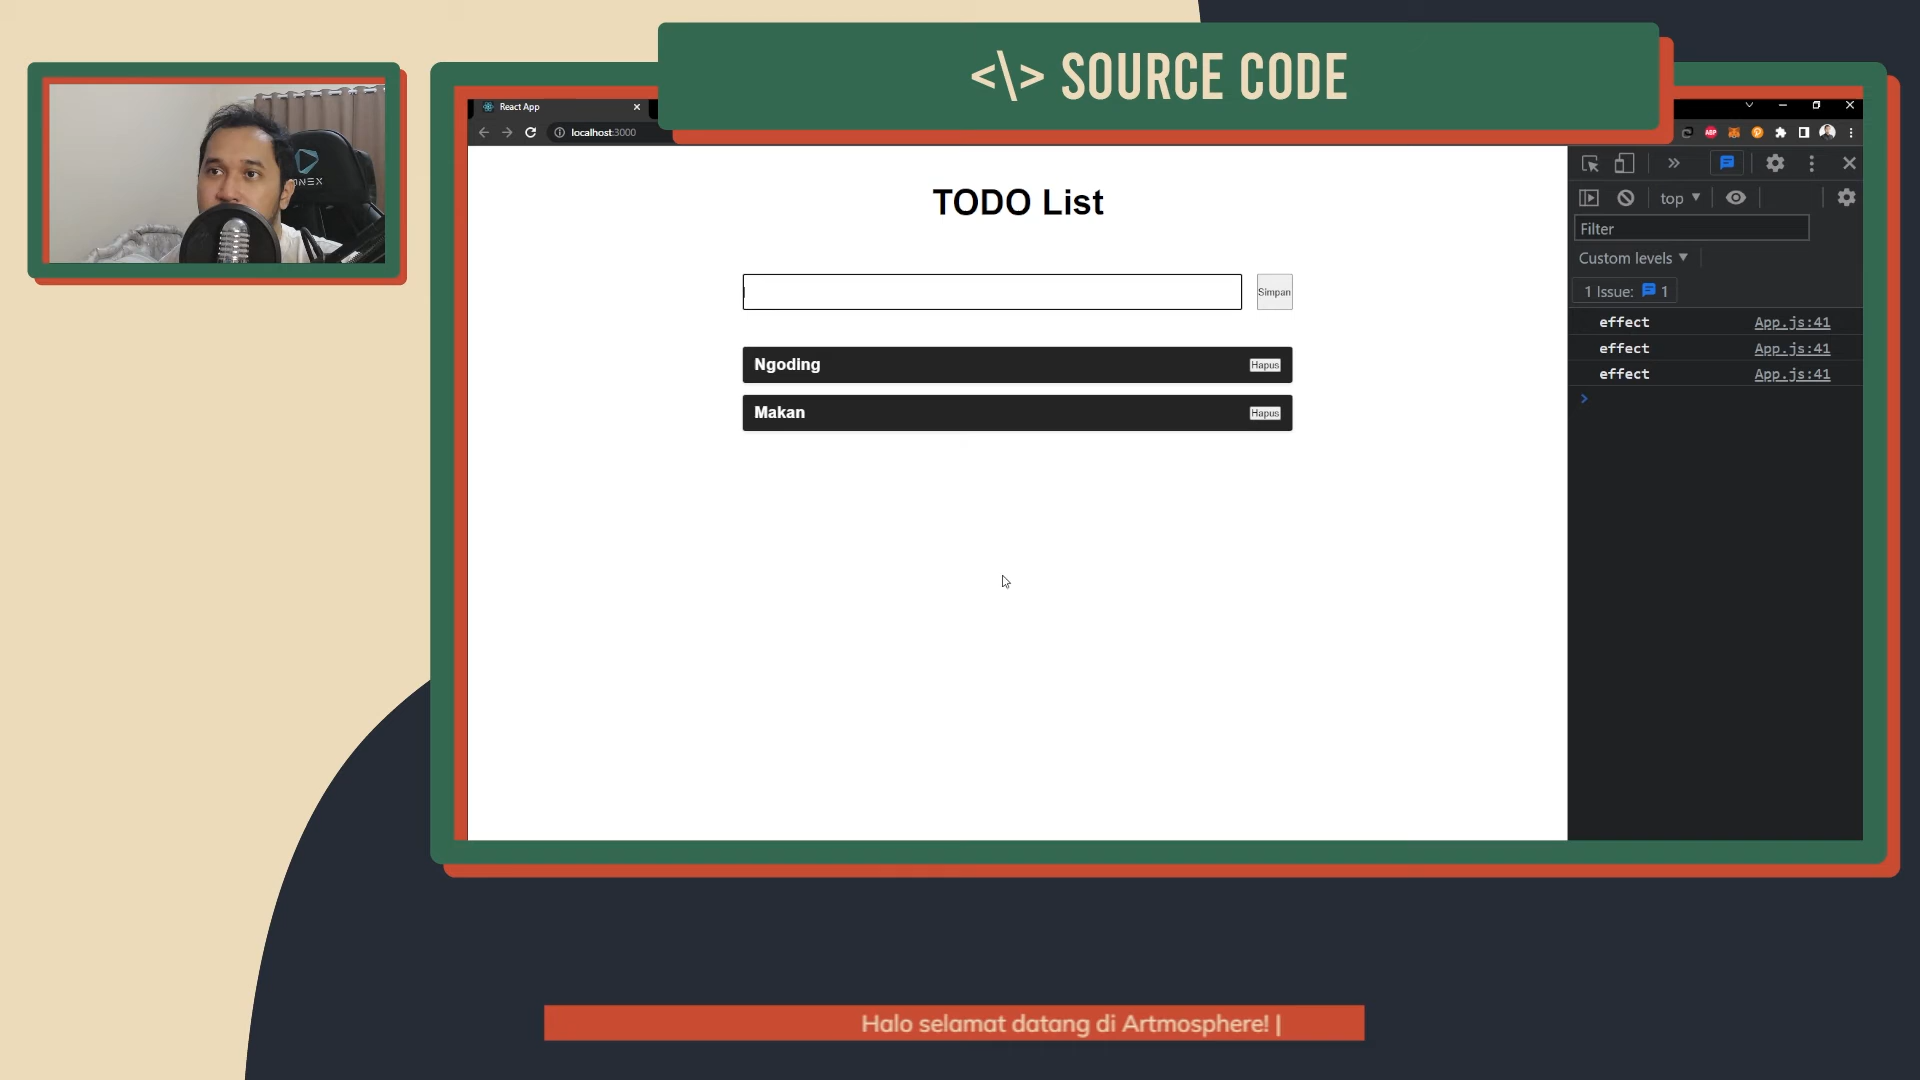 <\> SOURCE CODE
React App
localhost:3000
ABP
TODO List
Simpan
Ngoding
Hapus
Makan
Hapus
top
Filter
Custom levels
1 Issue: 1
effect App.js:41
effect App.js:41
effect App.js:41
Halo selamat datang di Artmosphere! |